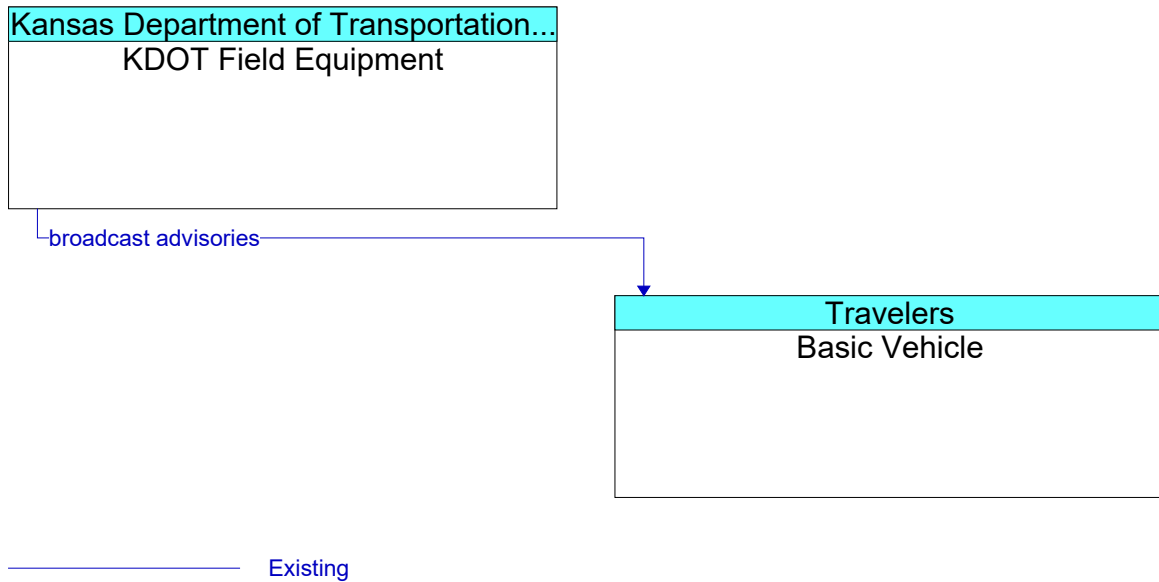 Kansas Department of Transportation...
KDOT Field Equipment
broadcast advisories
Travelers
Basic Vehicle
Existing